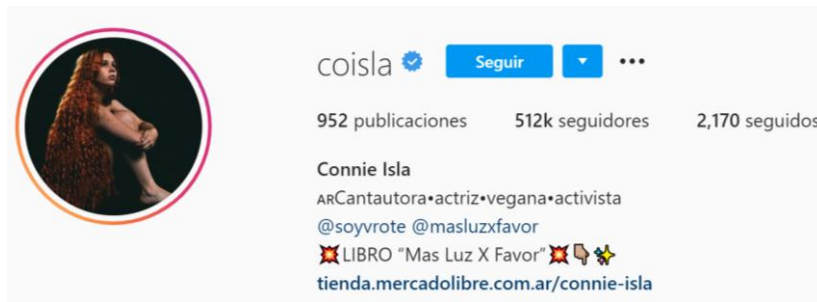 coisla Seguir
952 publicaciones 512k seguidores 2,170 seguidos
Connie Isla
ARCantautora•actriz•vegana•activista
@soyvrote @masluzxfavor
💥LIBRO “Mas Luz X Favor”💥👇🏽✨
tienda.mercadolibre.com.ar/connie-isla